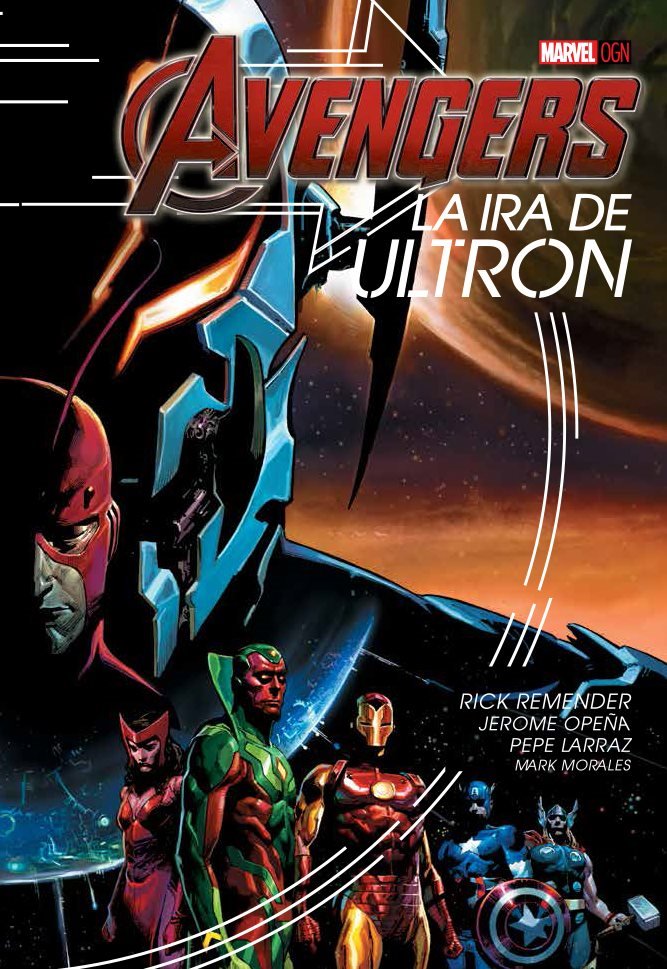 MARVEL OGN
AVENGERS
LA IRA DE
ULTRON
RICK REMENDER
JEROME OPEÑA
PEPE LARRAZ
MARK MORALES